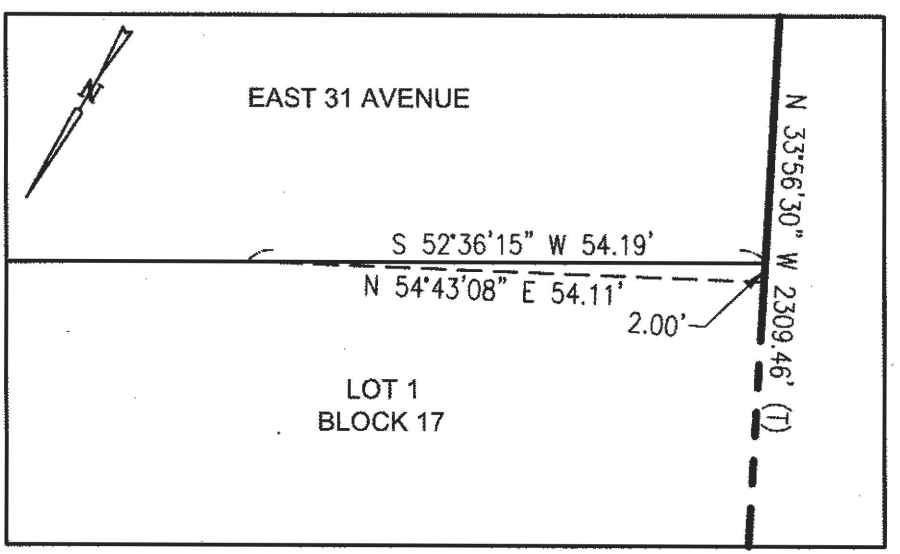 N
EAST 31 AVENUE
N 33°56'30" W 2309.46' (T)
S 52°36'15" W 54.19'
N 54°43'08" E 54.11'
2.00'
LOT 1
BLOCK 17